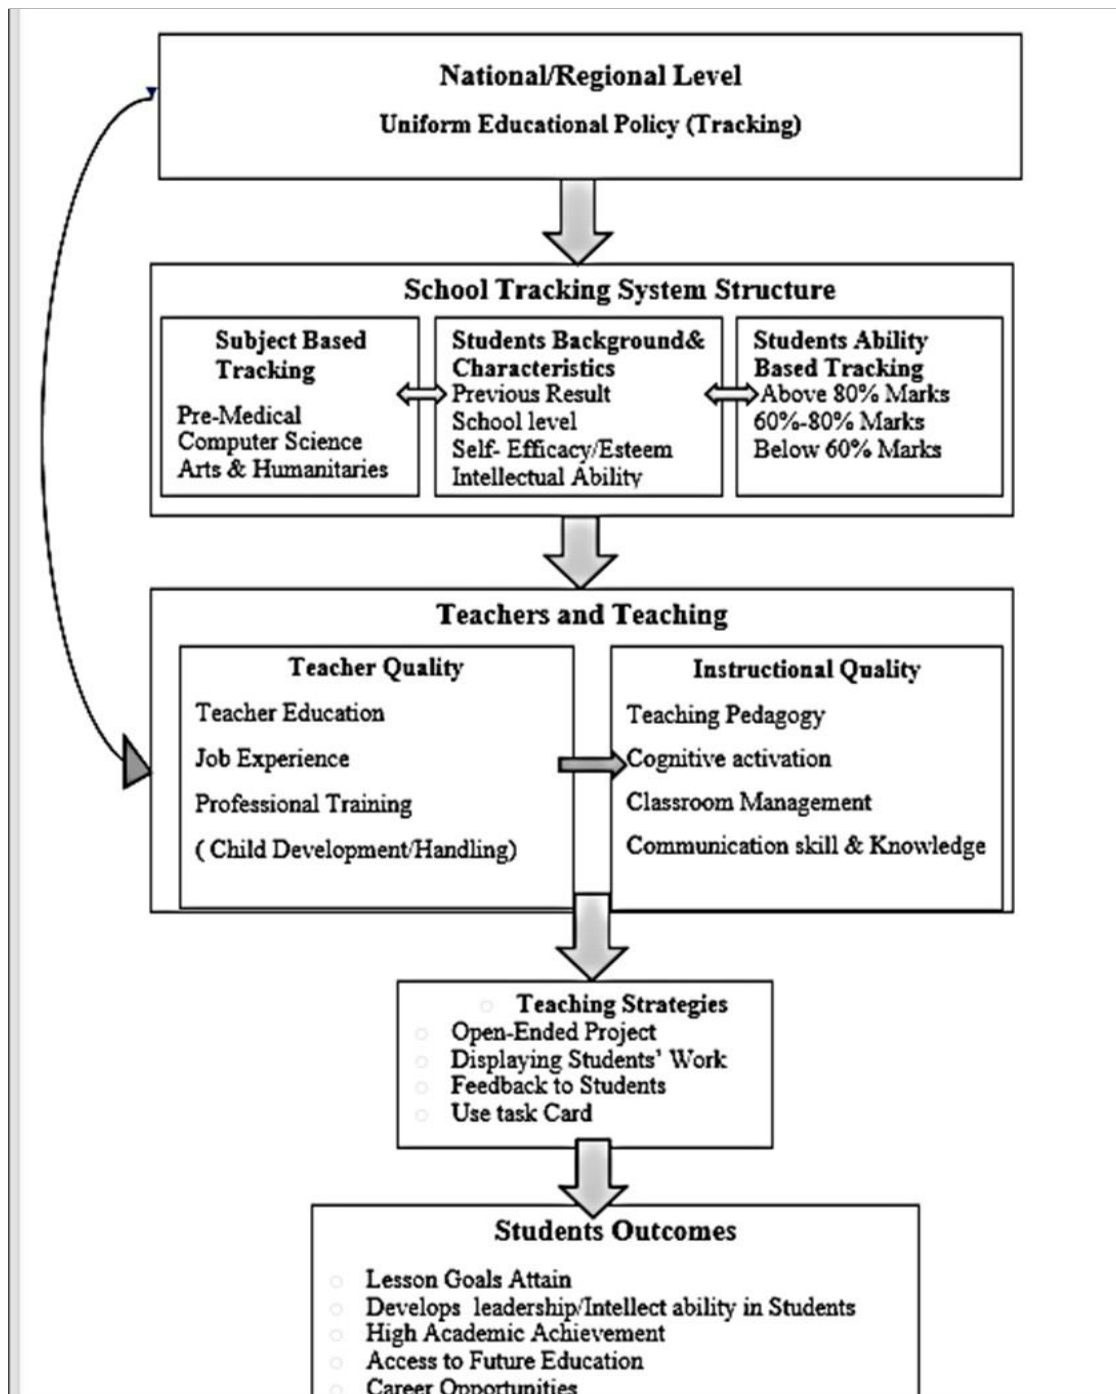 National/Regional Level
Uniform Educational Policy (Tracking)
School Tracking System Structure
Subject Based
Tracking
Pre-Medical
Computer Science
Arts & Humanitaries
Students Background&
Characteristics
Previous Result
School level
Self- Efficacy/Esteem
Intellectual Ability
Students Ability
Based Tracking
Above 80% Marks
60%-80% Marks
Below 60% Marks
Teachers and Teaching
Teacher Quality
Teacher Education
Job Experience
Professional Training
( Child Development/Handling)
Instructional Quality
Teaching Pedagogy
Cognitive activation
Classroom Management
Communication skill & Knowledge
Teaching Strategies
Open-Ended Project
Displaying Students' Work
Feedback to Students
Use task Card
Students Outcomes
Lesson Goals Attain
Develops leadership/Intellect ability in Students
High Academic Achievement
Access to Future Education
Career Opportunities